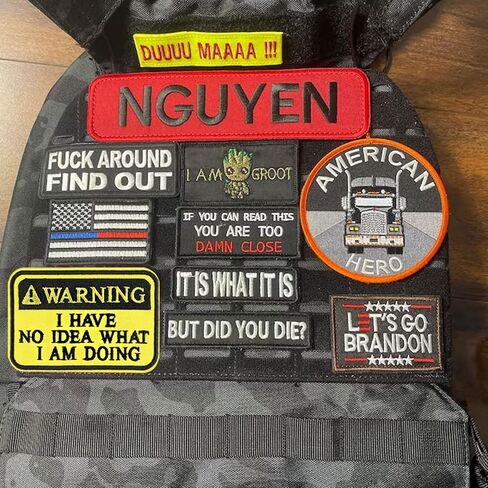 DUUUU MAAAA !!!
NGUYEN
FUCK AROUND
FIND OUT
I AM GROOT
AMERICAN
HERO
IF YOU CAN READ THIS
YOU ARE TOO
DAMN CLOSE
IT'S WHAT IT IS
WARNING
I HAVE
NO IDEA WHAT
I AM DOING
BUT DID YOU DIE?
LET'S GO
BRANDON